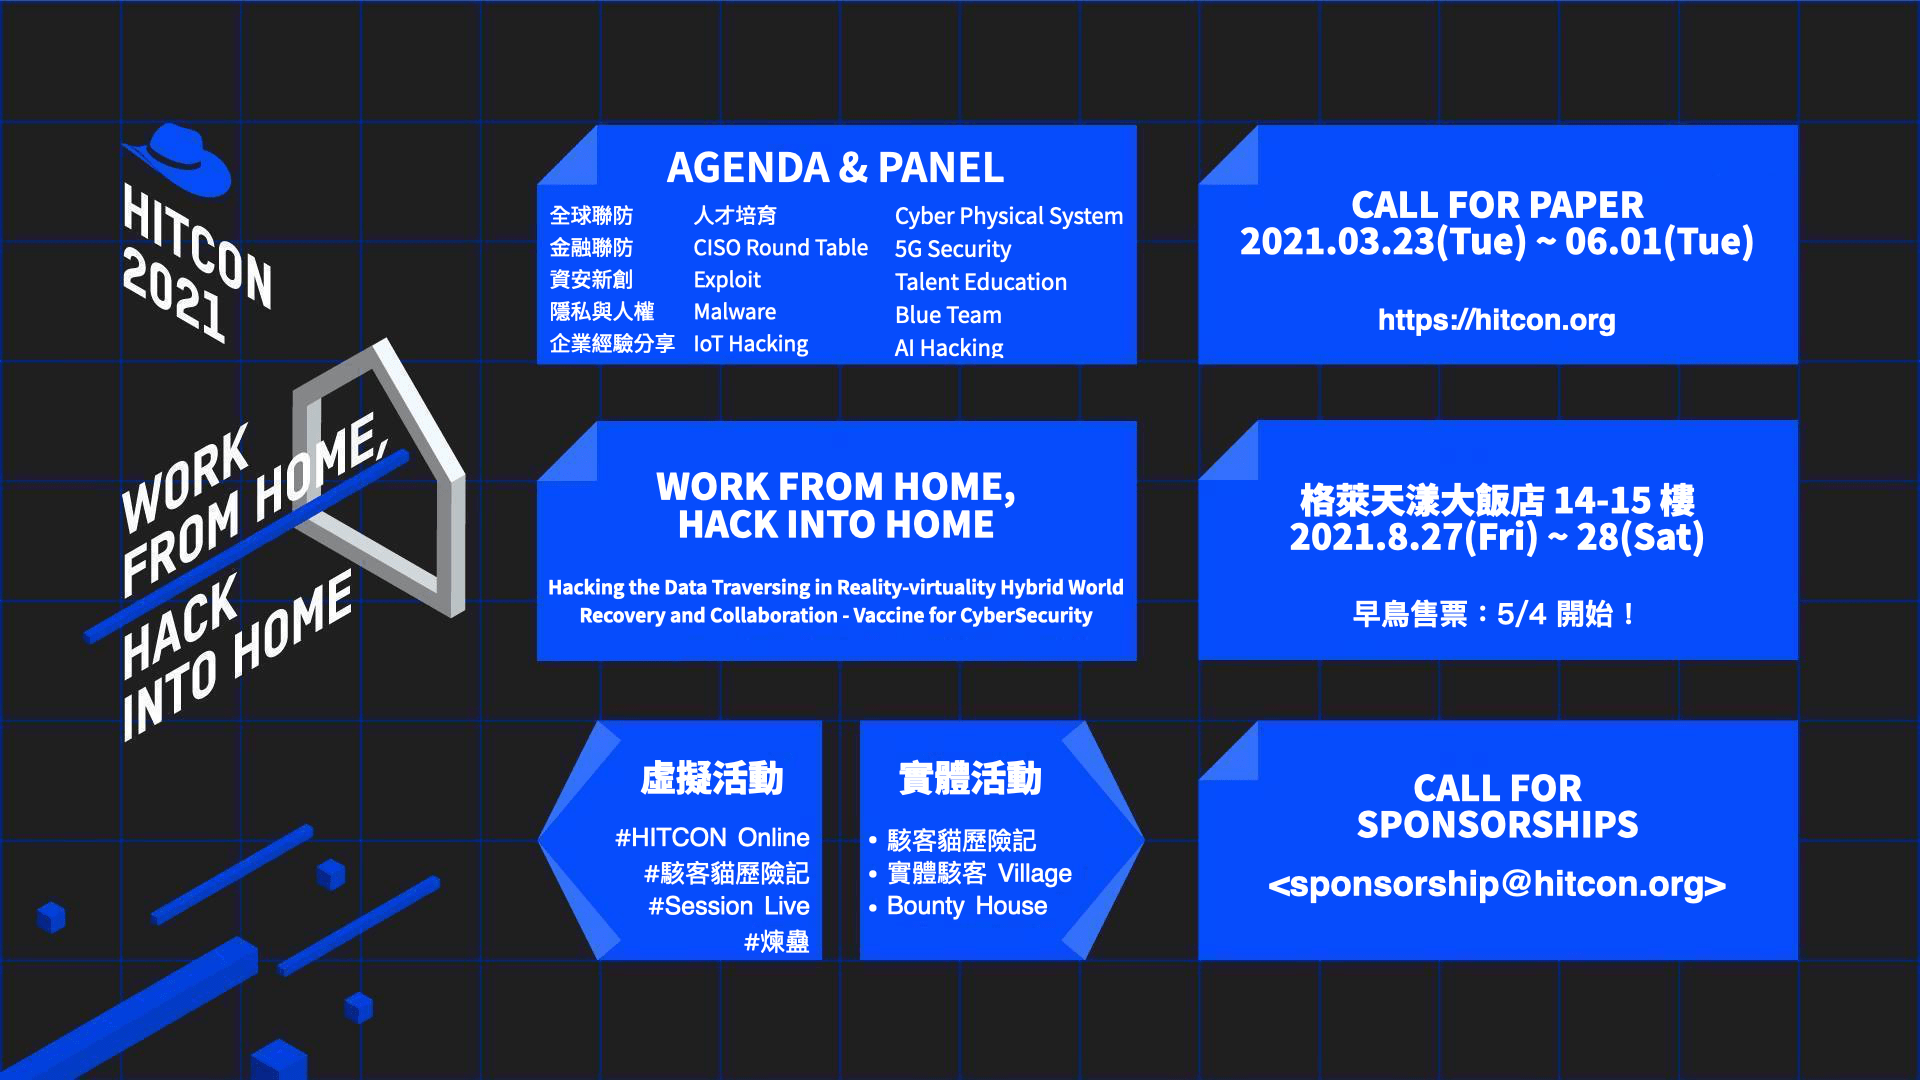 HITCON
2021
WORK
FROM HOME,
HACK
INTO HOME
AGENDA & PANEL
全球聯防
金融聯防
資安新創
隱私與人權
企業經驗分享
人才培育
CISO Round Table
Exploit
Malware
IoT Hacking
Cyber Physical System
5G Security
Talent Education
Blue Team
AI Hacking
CALL FOR PAPER
2021.03.23(Tue) ~ 06.01(Tue)
https://hitcon.org
WORK FROM HOME,
HACK INTO HOME
Hacking the Data Traversing in Reality-virtuality Hybrid World
Recovery and Collaboration - Vaccine for CyberSecurity
格萊天漾大飯店 14-15 樓
2021.8.27(Fri) ~ 28(Sat)
早鳥售票：5/4 開始！
虛擬活動
#HITCON Online
#駭客貓歷險記
#Session Live
#煉蠱
實體活動
• 駭客貓歷險記
• 實體駭客 Village
• Bounty House
CALL FOR
SPONSORSHIPS
<sponsorship@hitcon.org>